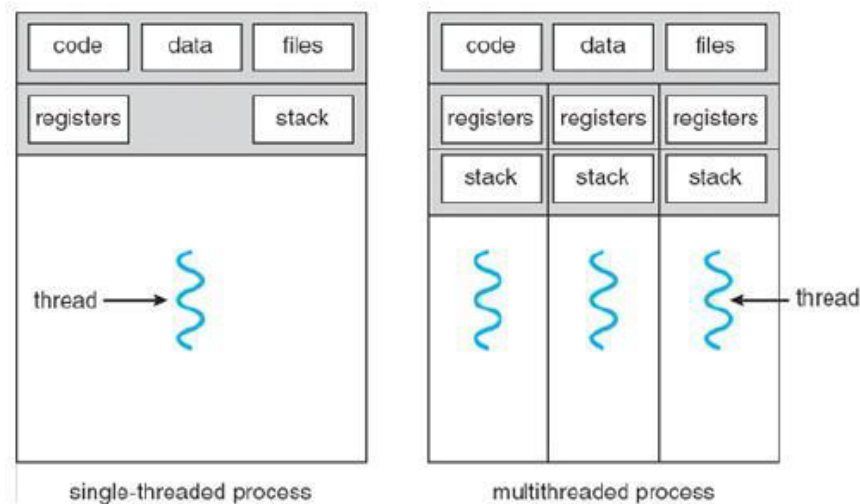 code data files
registers stack
thread
single-threaded process
code data files
registers registers registers
stack stack stack
thread
multithreaded process